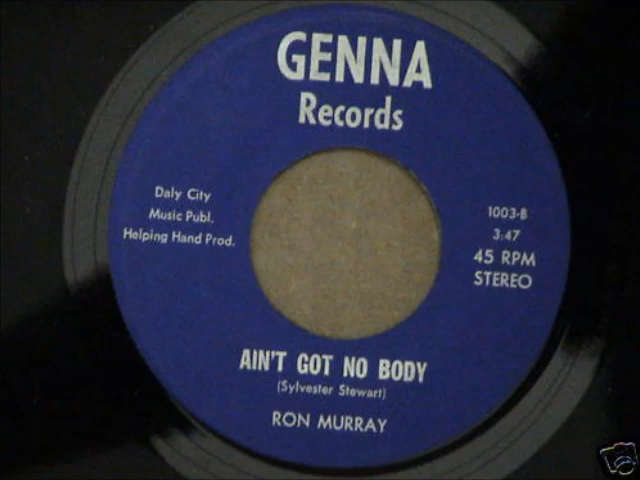 GENNA
Records
Daly City
Music Publ.
Helping Hand Prod.
1003-B
3:47
45 RPM
STEREO
AIN'T GOT NO BODY
(Sylvester Stewart)
RON MURRAY